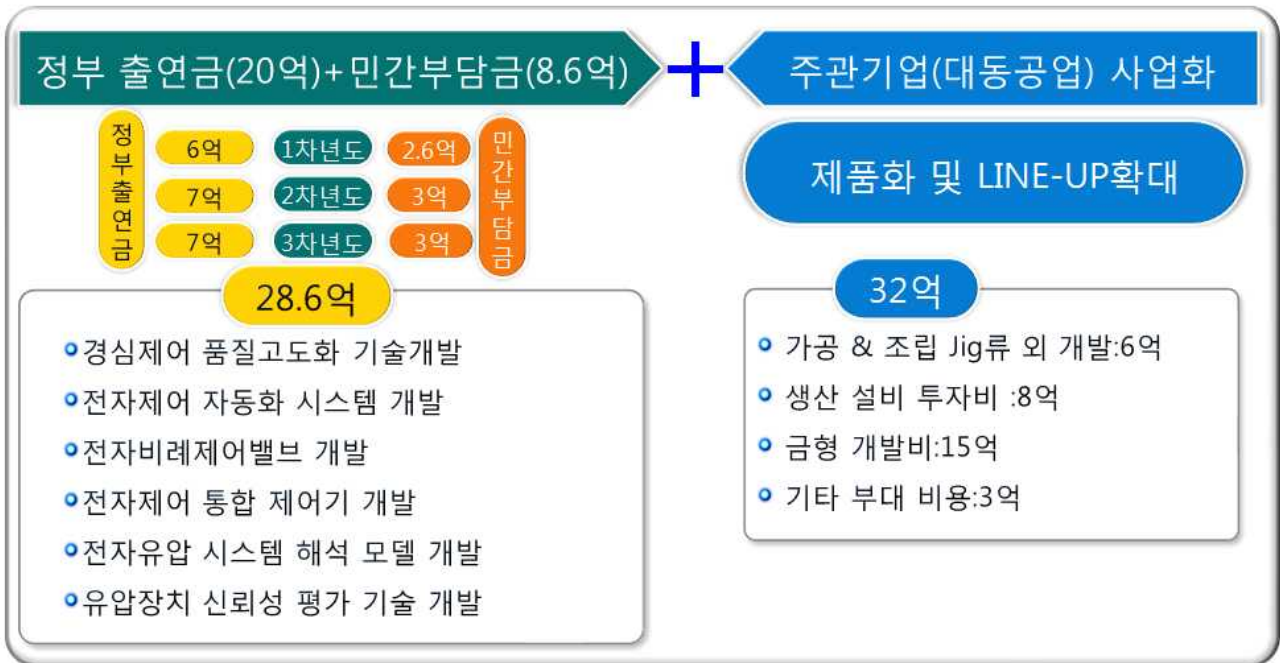 정부 출연금(20억)+민간부담금(8.6억)
정부출연금
6억 1차년도 2.6억
7억 2차년도 3억
7억 3차년도 3억
민간부담금
28.6억
경심제어 품질고도화 기술개발
전자제어 자동화 시스템 개발
전자비례제어밸브 개발
전자제어 통합 제어기 개발
전자유압 시스템 해석 모델 개발
유압장치 신뢰성 평가 기술 개발
+
주관기업(대동공업) 사업화
제품화 및 LINE-UP확대
32억
가공 & 조립 Jig류 외 개발:6억
생산 설비 투자비 :8억
금형 개발비:15억
기타 부대 비용:3억